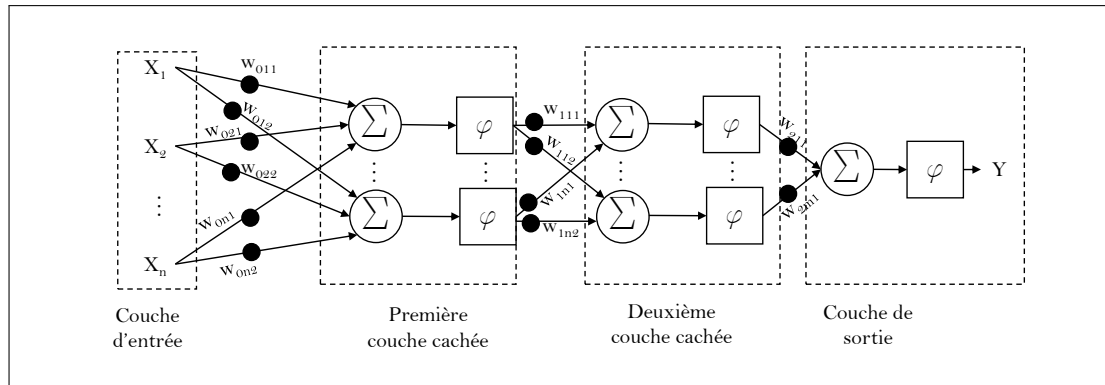 X1
X2
⋮
Xn
w011
w012
w021
w022
w0n1
w0n2
Σ
φ
⋮
⋮
Σ
φ
w111
w112
w1n1
w1n2
Σ
φ
⋮
⋮
Σ
φ
w211
w2m1
Σ
φ
Y
Couche
d'entrée
Première
couche cachée
Deuxième
couche cachée
Couche de
sortie